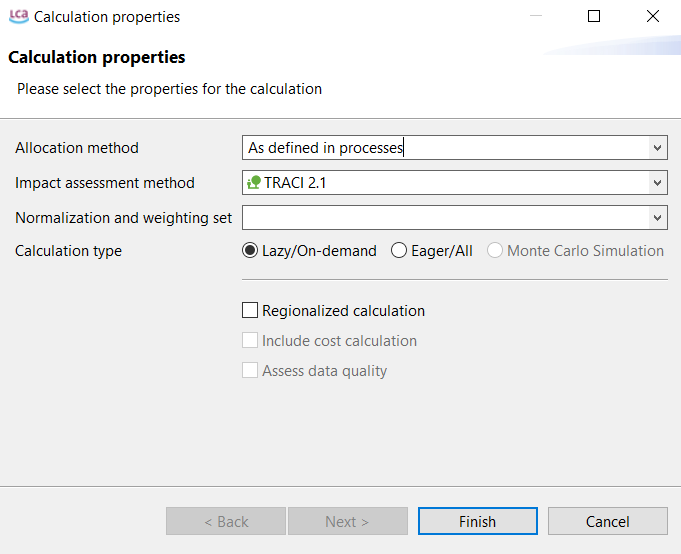 LCA Calculation properties
Calculation properties
Please select the properties for the calculation
Allocation method As defined in processes
Impact assessment method TRACI 2.1
Normalization and weighting set
Calculation type Lazy/On-demand Eager/All Monte Carlo Simulation
Regionalized calculation
Include cost calculation
Assess data quality
< Back Next > Finish Cancel